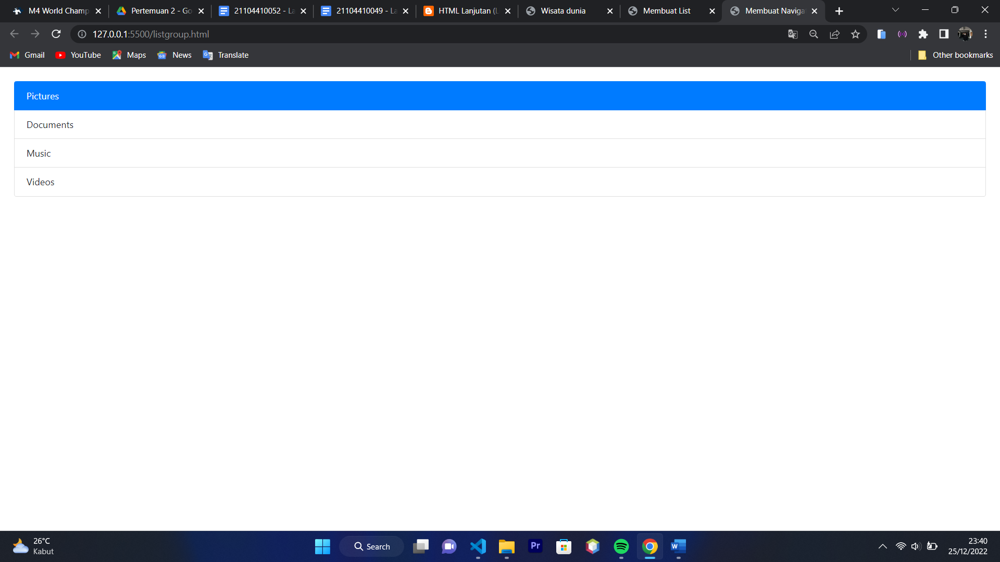 M4 World Champ
Pertemuan 2 - Go
21104410052 - La
21104410049 - La
HTML Lanjutan (L
Wisata dunia
Membuat List
Membuat Naviga
127.0.0.1:5500/listgroup.html
Gmail
YouTube
Maps
News
Translate
Other bookmarks
Pictures
Documents
Music
Videos
26°C
Kabut
Search
Pr
W
23:40
25/12/2022